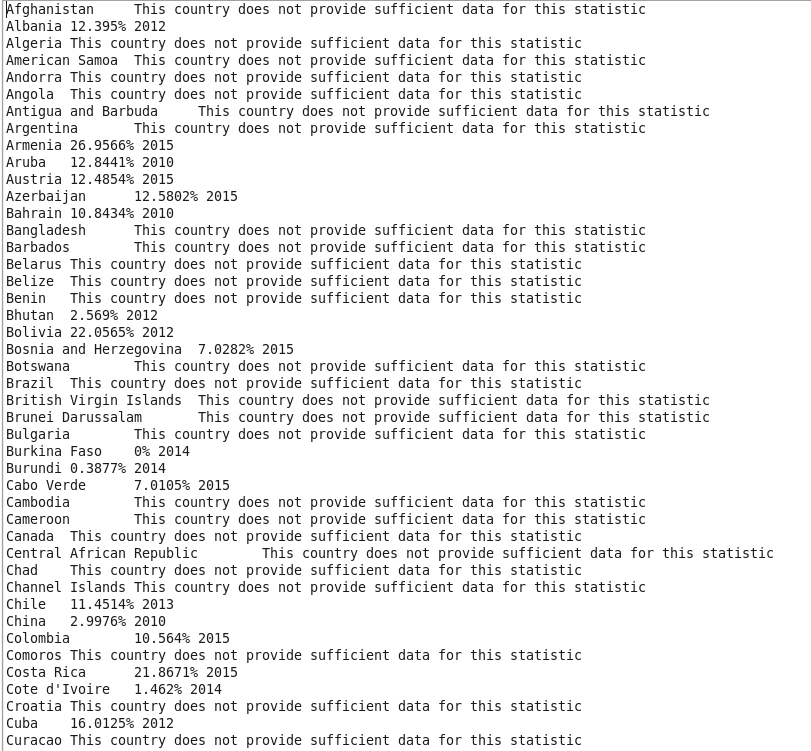 Afghanistan This country does not provide sufficient data for this statistic
Albania 12.395% 2012
Algeria This country does not provide sufficient data for this statistic
American Samoa This country does not provide sufficient data for this statistic
Andorra This country does not provide sufficient data for this statistic
Angola This country does not provide sufficient data for this statistic
Antigua and Barbuda This country does not provide sufficient data for this statistic
Argentina This country does not provide sufficient data for this statistic
Armenia 26.9566% 2015
Aruba 12.8441% 2010
Austria 12.4854% 2015
Azerbaijan 12.5802% 2015
Bahrain 10.8434% 2010
Bangladesh This country does not provide sufficient data for this statistic
Barbados This country does not provide sufficient data for this statistic
Belarus This country does not provide sufficient data for this statistic
Belize This country does not provide sufficient data for this statistic
Benin This country does not provide sufficient data for this statistic
Bhutan 2.569% 2012
Bolivia 22.0565% 2012
Bosnia and Herzegovina 7.0282% 2015
Botswana This country does not provide sufficient data for this statistic
Brazil This country does not provide sufficient data for this statistic
British Virgin Islands This country does not provide sufficient data for this statistic
Brunei Darussalam This country does not provide sufficient data for this statistic
Bulgaria This country does not provide sufficient data for this statistic
Burkina Faso 0% 2014
Burundi 0.3877% 2014
Cabo Verde 7.0105% 2015
Cambodia This country does not provide sufficient data for this statistic
Cameroon This country does not provide sufficient data for this statistic
Canada This country does not provide sufficient data for this statistic
Central African Republic This country does not provide sufficient data for this statistic
Chad This country does not provide sufficient data for this statistic
Channel Islands This country does not provide sufficient data for this statistic
Chile 11.4514% 2013
China 2.9976% 2010
Colombia 10.564% 2015
Comoros This country does not provide sufficient data for this statistic
Costa Rica 21.8671% 2015
Cote d'Ivoire 1.462% 2014
Croatia This country does not provide sufficient data for this statistic
Cuba 16.0125% 2012
Curacao This country does not provide sufficient data for this statistic